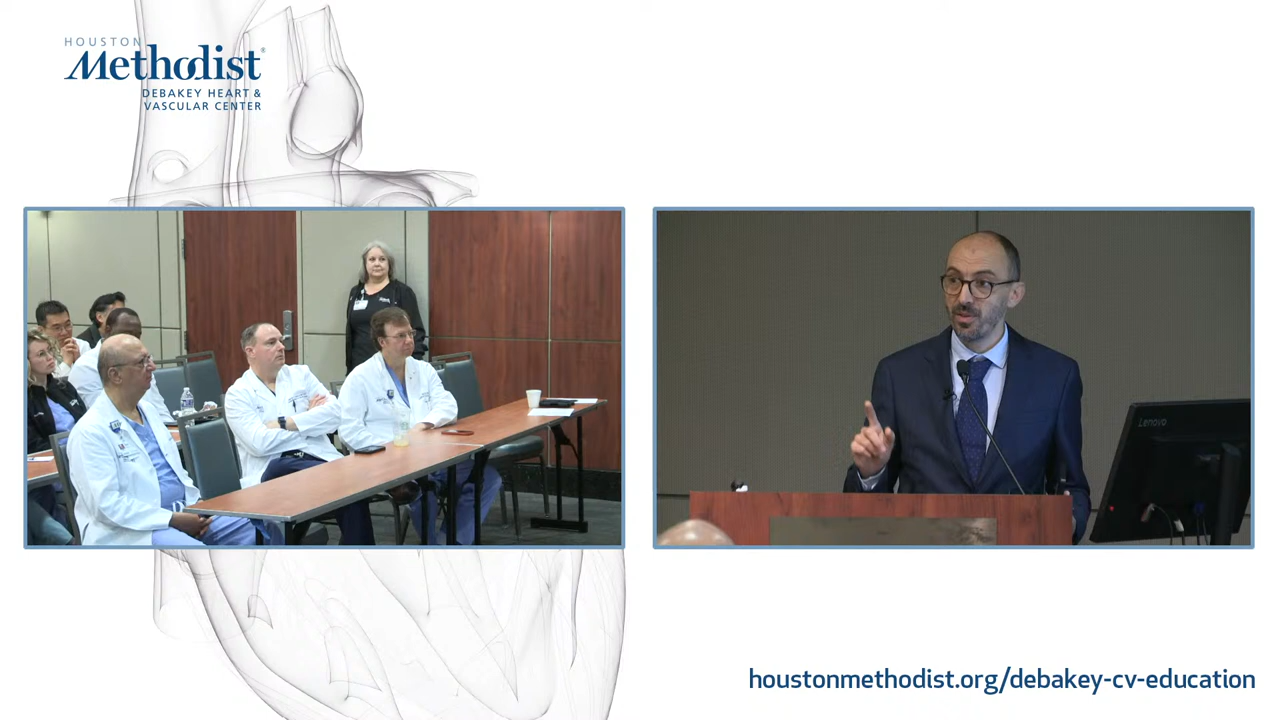 HOUSTON
Methodist®
DEBAKEY HEART &
VASCULAR CENTER
Lenovo
houstonmethodist.org/debakey-cv-education